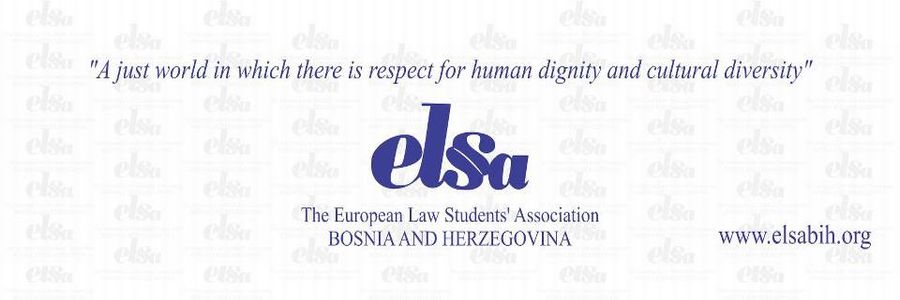 "A just world in which there is respect for human dignity and cultural diversity"
elsa
The European Law Students' Association
BOSNIA AND HERZEGOVINA
www.elsabih.org